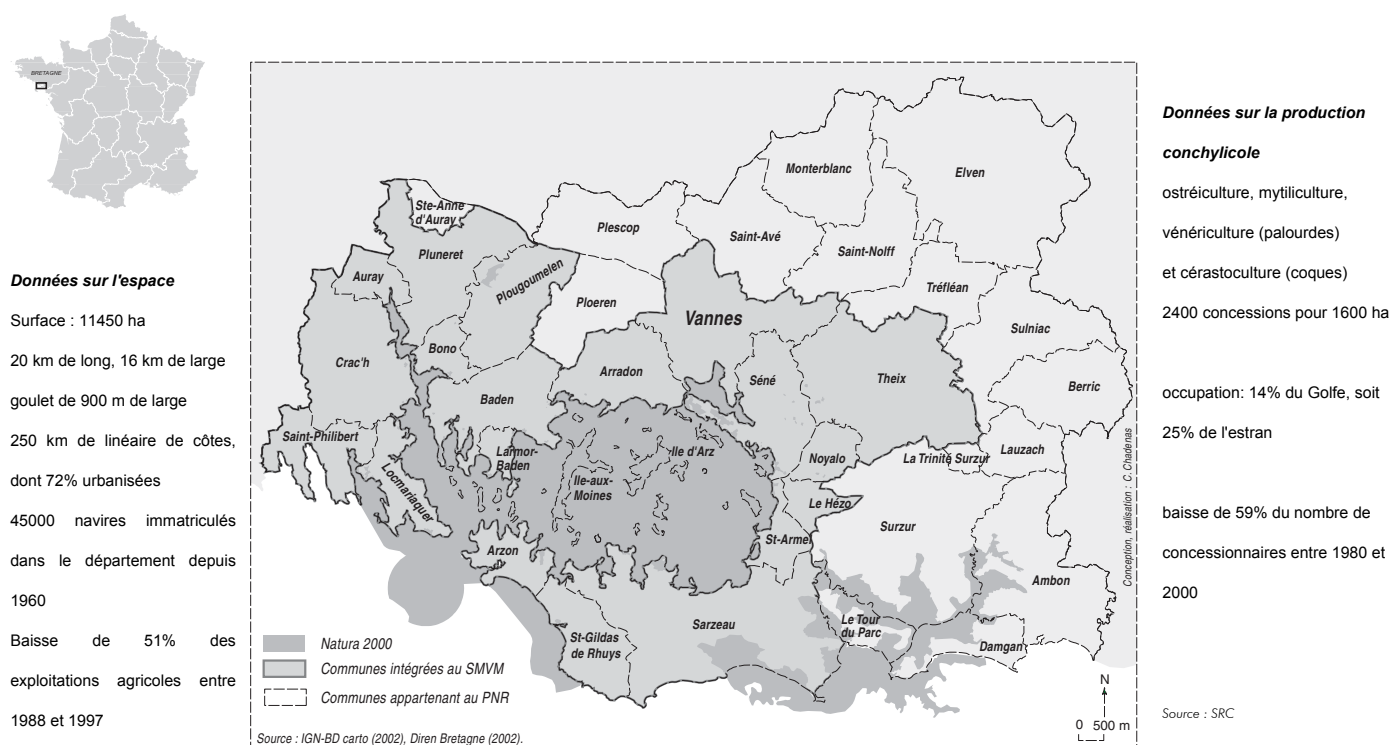 BRETAGNE
Données sur l'espace
Surface : 11450 ha
20 km de long, 16 km de large
goulet de 900 m de large
250 km de linéaire de côtes,
dont 72% urbanisées
45000 navires immatriculés
dans le département depuis
1960
Baisse de 51% des
exploitations agricoles entre
1988 et 1997
Monterblanc
Elven
Ste-Anne
d'Auray
Plescop
Saint-Avé
Saint-Nolff
Pluneret
Auray
Plougoumelen
Ploeren
Tréfléan
Vannes
Sulniac
Bono
Crac'h
Arradon
Séné
Theix
Berric
Baden
Saint-Philibert
Larmor-
Baden
Ile d'Arz
Noyalo
La Trinité Surzur
Lauzach
Locmariaquer
Ile-aux-
Moines
Le Hézo
Surzur
Arzon
St-Armel
Ambon
Sarzeau
Le Tour
du Parc
St-Gildas
de Rhuys
Damgan
Natura 2000
Communes intégrées au SMVM
Communes appartenant au PNR
Source : IGN-BD carto (2002), Diren Bretagne (2002).
N
0 500 m
Conception, réalisation : C. Chadenas
Données sur la production
conchylicole
ostréiculture, mytiliculture,
vénériculture (palourdes)
et cérastoculture (coques)
2400 concessions pour 1600 ha
occupation: 14% du Golfe, soit
25% de l'estran
baisse de 59% du nombre de
concessionnaires entre 1980 et
2000
Source : SRC